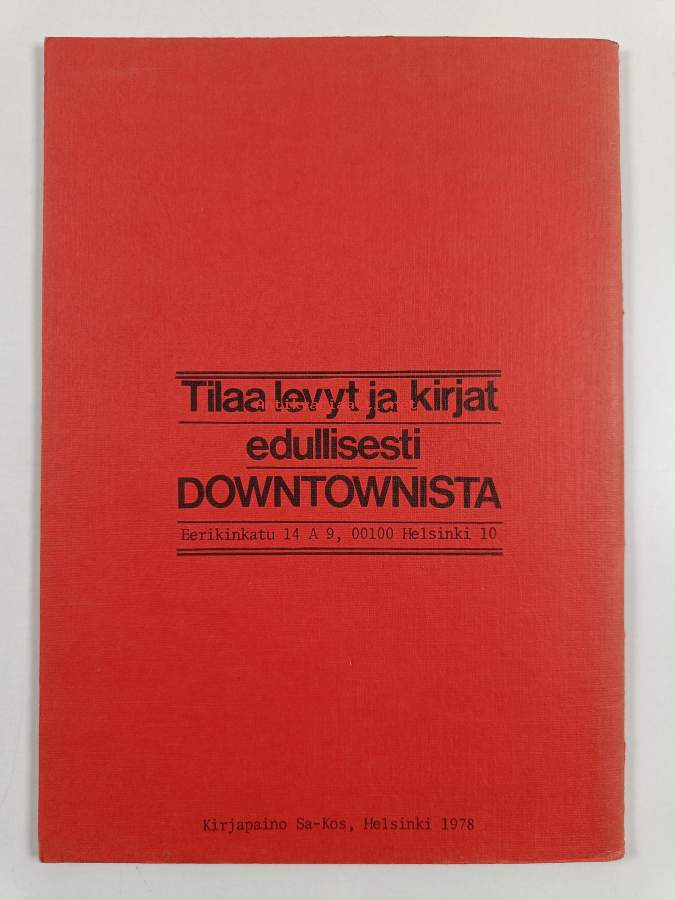 Tilaa levyt ja kirjat
edullisesti
DOWNTOWNISTA
Eerikinkatu 14 A 9, 00100 Helsinki 10
Kirjapaino Sa-Kos, Helsinki 1978